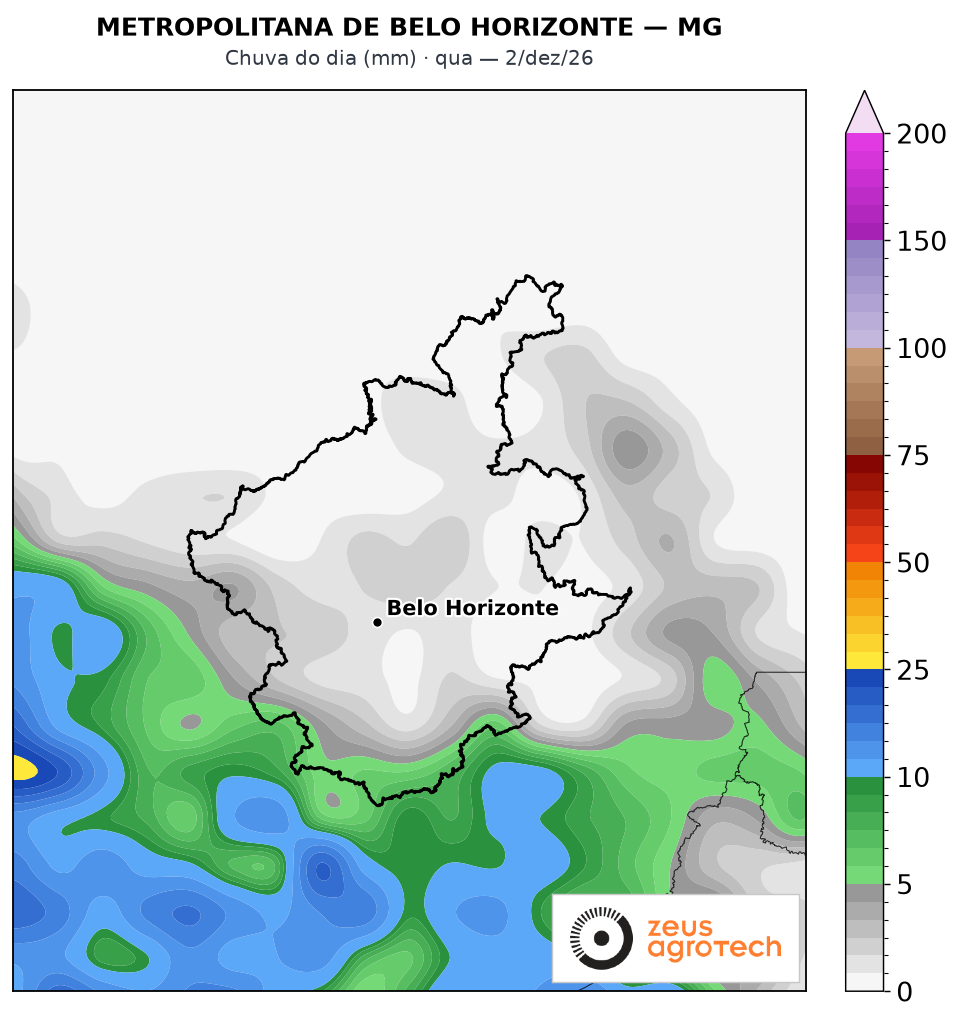 METROPOLITANA DE BELO HORIZONTE — MG
Chuva do dia (mm) · qua — 2/dez/26
200
150
100
75
50
25
10
5
0
Belo Horizonte
zeus
agrotech